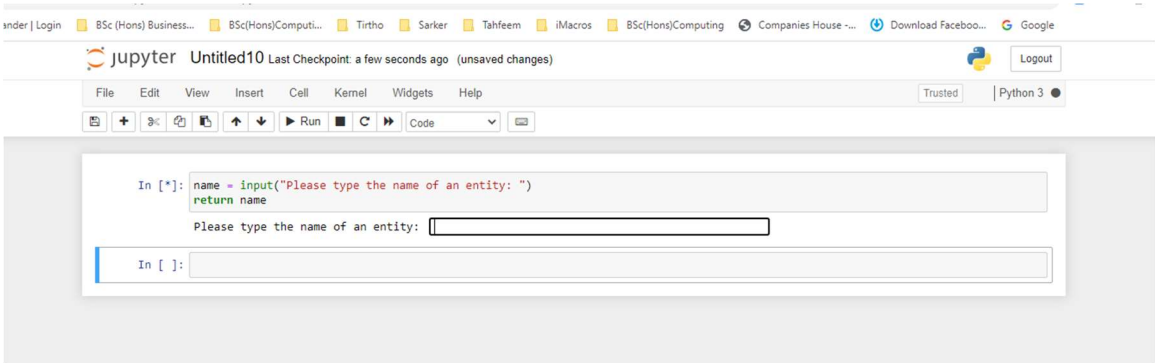 ander | Login BSc (Hons) Business... BSc(Hons)Computi... Tirtho Sarker Tahfeem iMacros BSc(Hons)Computing Companies House -... Download Faceboo... Google
jupyter Untitled10 Last Checkpoint: a few seconds ago (unsaved changes) Logout
File Edit View Insert Cell Kernel Widgets Help Trusted Python 3
Run Code
In [*]: name = input("Please type the name of an entity: ")
return name
Please type the name of an entity:
In [ ]: